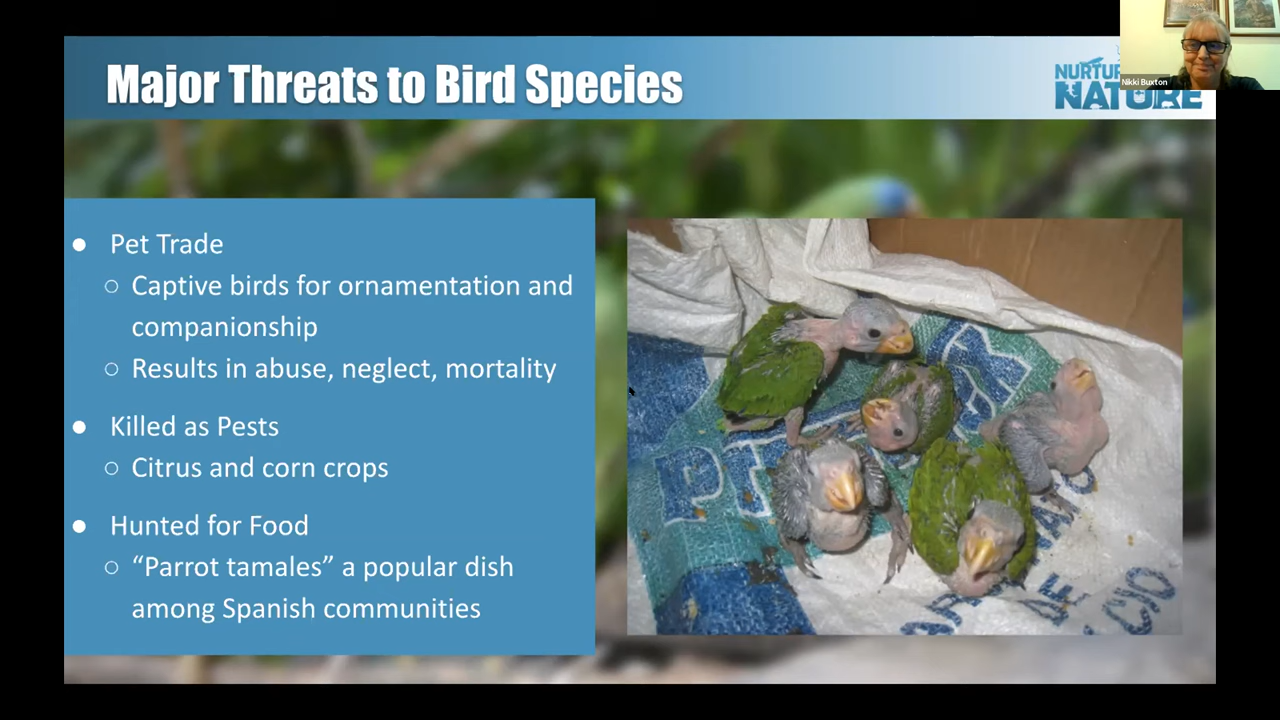 Major Threats to Bird Species
NATURE
Nikki Buxton
● Pet Trade
○ Captive birds for ornamentation and
companionship
○ Results in abuse, neglect, mortality
● Killed as Pests
○ Citrus and corn crops
● Hunted for Food
○ “Parrot tamales” a popular dish
among Spanish communities
DE